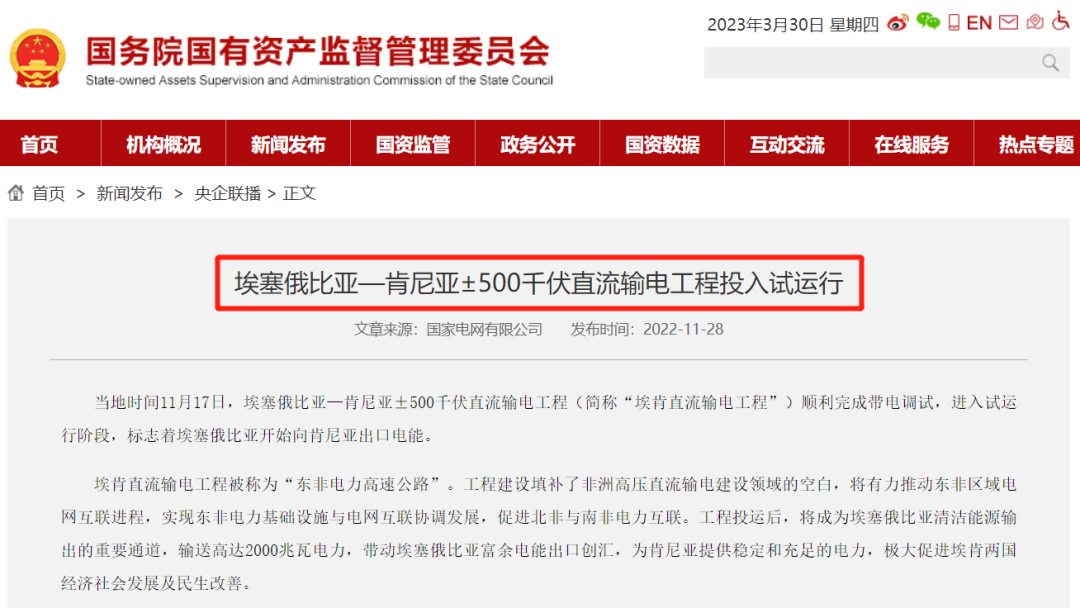 2023年3月30日 星期四 EN
国务院国有资产监督管理委员会
State-owned Assets Supervision and Administration Commission of the State Council
首页 机构概况 新闻发布 国资监管 政务公开 国资数据 互动交流 在线服务 热点专题
首页 > 新闻发布 > 央企联播 > 正文
埃塞俄比亚—肯尼亚±500千伏直流输电工程投入试运行
文章来源：国家电网有限公司 发布时间：2022-11-28
当地时间11月17日，埃塞俄比亚—肯尼亚±500千伏直流输电工程（简称“埃肯直流输电工程”）顺利完成带电调试，进入试运
行阶段，标志着埃塞俄比亚开始向肯尼亚出口电能。
埃肯直流输电工程被称为“东非电力高速公路”。工程建设填补了非洲高压直流输电建设领域的空白，将有力推动东非区域电
网互联进程，实现东非电力基础设施与电网互联协调发展，促进北非与南非电力互联。工程投运后，将成为埃塞俄比亚清洁能源输
出的重要通道，输送高达2000兆瓦电力，带动埃塞俄比亚富余电能出口创汇，为肯尼亚提供稳定和充足的电力，极大促进埃肯两国
经济社会发展及民生改善。